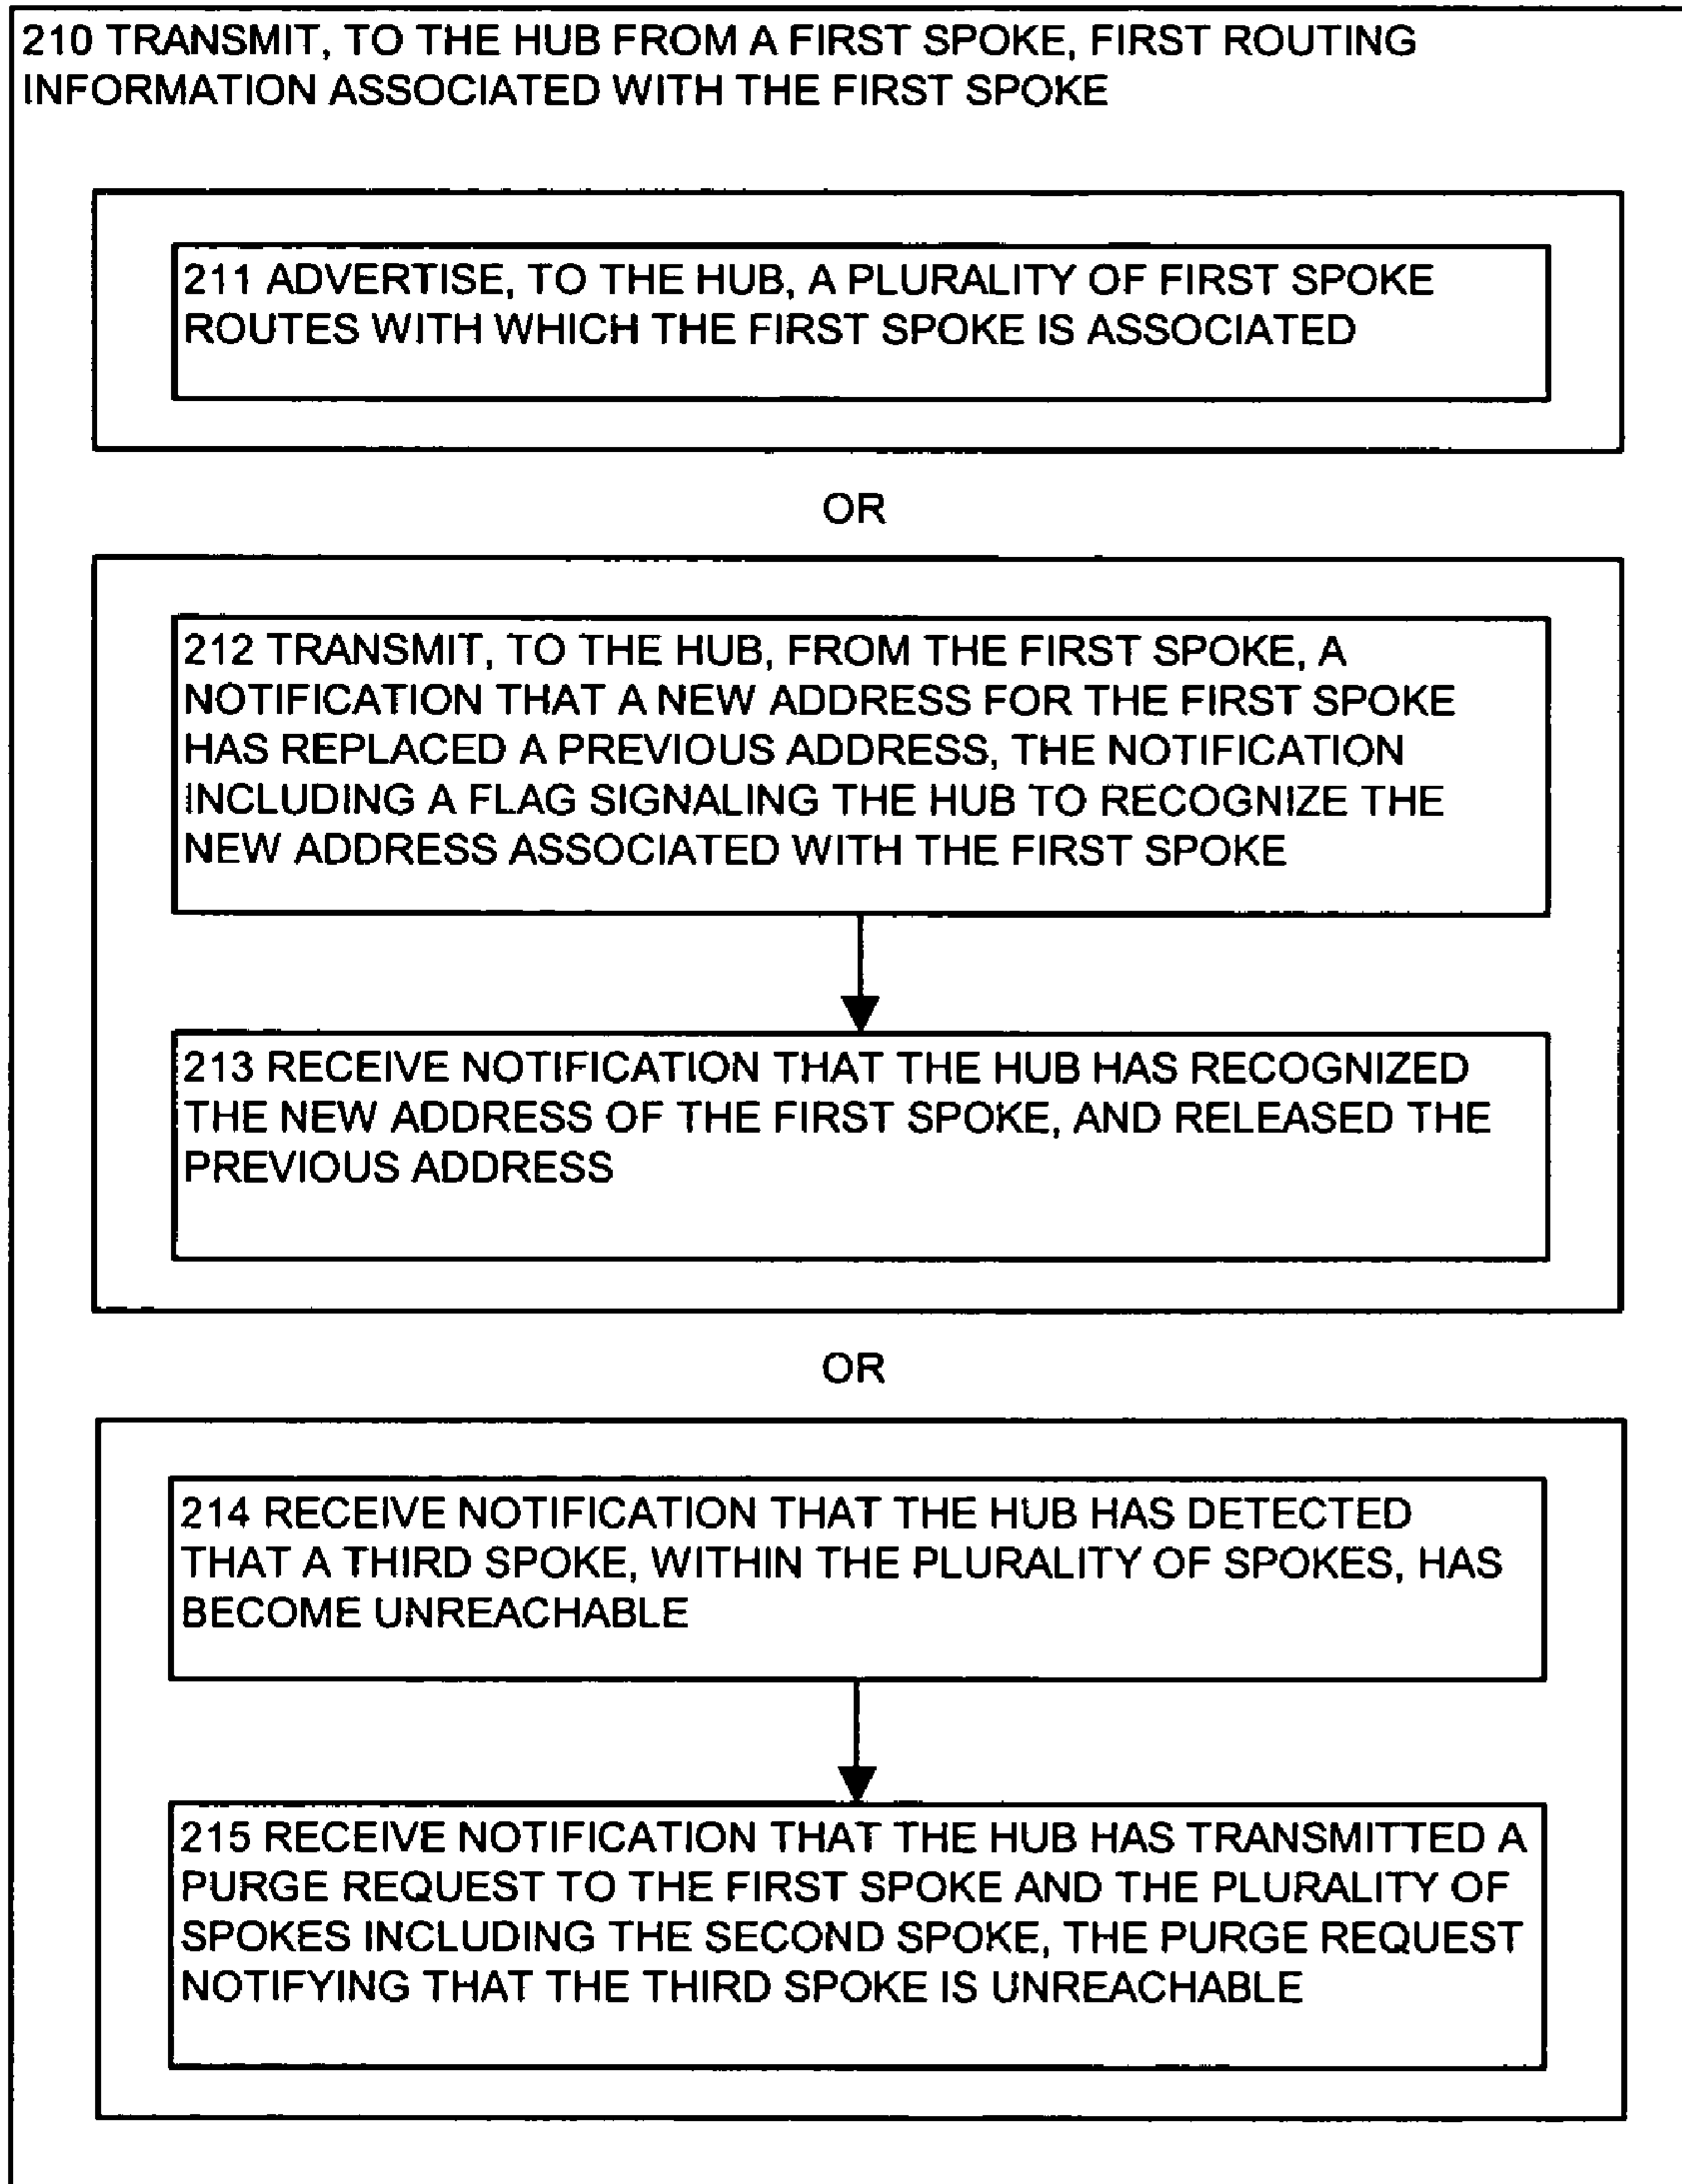 210 TRANSMIT, TO THE HUB FROM A FIRST SPOKE, FIRST ROUTING
INFORMATION ASSOCIATED WITH THE FIRST SPOKE
211 ADVERTISE, TO THE HUB, A PLURALITY OF FIRST SPOKE
ROUTES WITH WHICH THE FIRST SPOKE IS ASSOCIATED
OR
212 TRANSMIT, TO THE HUB, FROM THE FIRST SPOKE, A
NOTIFICATION THAT A NEW ADDRESS FOR THE FIRST SPOKE
HAS REPLACED A PREVIOUS ADDRESS, THE NOTIFICATION
INCLUDING A FLAG SIGNALING THE HUB TO RECOGNIZE THE
NEW ADDRESS ASSOCIATED WITH THE FIRST SPOKE
213 RECEIVE NOTIFICATION THAT THE HUB HAS RECOGNIZED
THE NEW ADDRESS OF THE FIRST SPOKE, AND RELEASED THE
PREVIOUS ADDRESS
OR
214 RECEIVE NOTIFICATION THAT THE HUB HAS DETECTED
THAT A THIRD SPOKE, WITHIN THE PLURALITY OF SPOKES, HAS
BECOME UNREACHABLE
215 RECEIVE NOTIFICATION THAT THE HUB HAS TRANSMITTED A
PURGE REQUEST TO THE FIRST SPOKE AND THE PLURALITY OF
SPOKES INCLUDING THE SECOND SPOKE, THE PURGE REQUEST
NOTIFYING THAT THE THIRD SPOKE IS UNREACHABLE